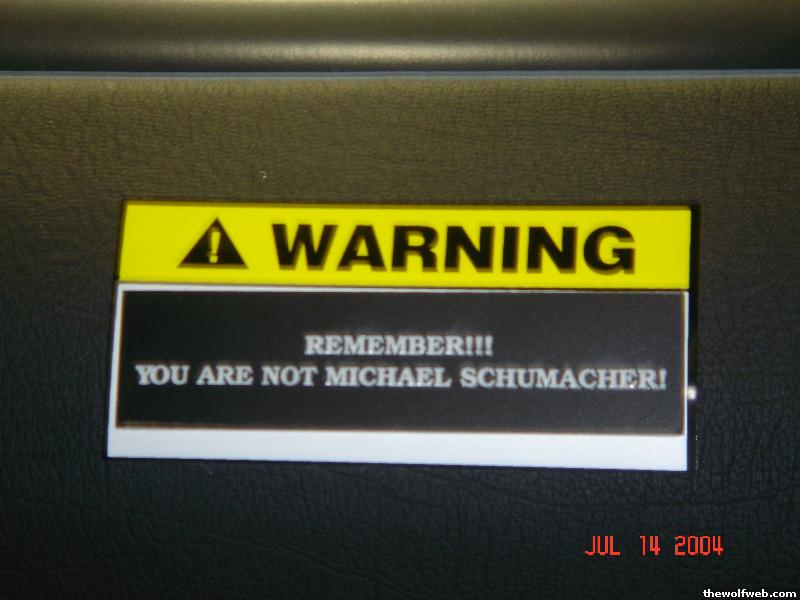 WARNING
REMEMBER!!!
YOU ARE NOT MICHAEL SCHUMACHER!
JUL 14 2004
thewolfweb.com